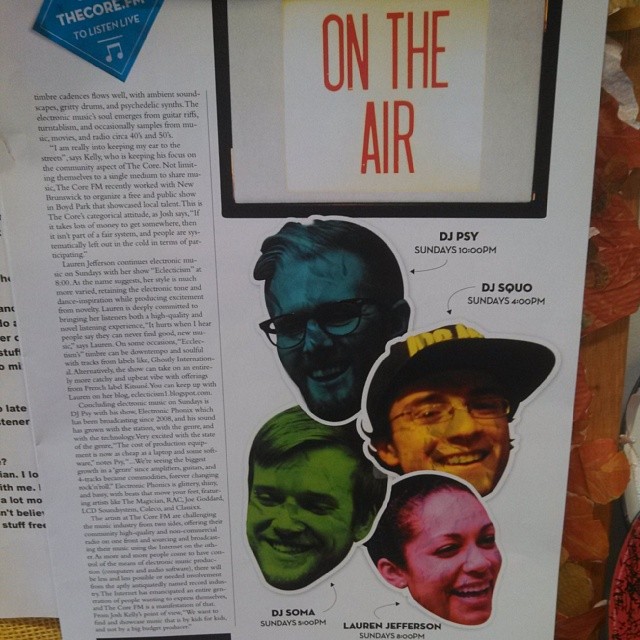 THECORE.FM
TO LISTEN LIVE
timbre cadences flows well, with ambient sound-
scapes, gritty drums, and psychedelic synths. The
electronic music's soul emerges from guitar riffs,
turntablism, and occasionally samples from mu-
sic, movies, and radio circa 40's and 50's.
"I am really into keeping my ear to the
streets", says Kelly, who is keeping his focus on
the community aspect of The Core. Not limit-
ing themselves to a single medium to share mu-
sic, The Core FM recently worked with New
Brunswick to organize a free and public show
in Boyd Park that showcased local talent. This is
The Core's categorical attitude, as Josh says, "If
it takes lots of money to get somewhere, then
it isn't part of a fair system, and people are sys-
tematically left out in the cold in terms of par-
ticipating."
Lauren Jefferson continues electronic mu-
sic on Sundays with her show "Eclecticism" at
8:00. As the name suggests, her style is much
more varied, retaining the electronic tone and
dance-inspiration while producing excitement
from novelty. Lauren is deeply committed to
bringing her listeners both a high-quality and
novel listening experience, "It hurts when I hear
people say they can never find good, new mu-
sic," says Lauren. On some occasions, "Eclec-
ticism's" timbre can be downtempo and soulful
with tracks from labels like, Ghostly Internation-
al. Alternatively, the show can take on an entire-
ly more catchy and upbeat vibe with offerings
from French label Kitsuné. You can keep up with
Lauren on her blog, eclecticism1.blogspot.com.
Concluding electronic music on Sunday is
DJ Psy with his show, Electronic Phonix which
has been broadcasting since 2008, and his sound
has grown with the station, with the genre, and
with the technology. Very excited with the state
of the genre, "The cost of production equip-
ment is now as cheap as a laptop and some soft-
ware," notes Psy, "...We're seeing the biggest
growth in a 'genre' since amplifiers, guitars, and
4-tracks became commodities, forever changing
rock'n'roll." Electronic Phonix is glitzy, shiny,
and bassy, with beats that move your feet, featur-
ing artists like The Magician, RAC, Joe Goddard,
LCD Soundsystem, Coleco, and Classixx.
The artists at The Core FM are challenging
the music industry from two sides, offering their
community high-quality and non-commercial
radio on one front and sourcing and broadcast-
ing their music using the Internet on the oth-
er. As more and more people come to have con-
trol of the means of electronic music produc-
tion (computers and audio software), there will
be less and less possible or needed involvement
from the aptly antiquatedly named record indus-
try. The Internet has emancipated an entire gen-
eration of people wanting to express themselves,
and The Core FM is a manifestation of that.
From Josh Kelly's point of view, "We want to
find and showcase music that is by kids for kids,
and not by a big budget producer."
ON THE
AIR
DJ PSY
SUNDAYS 10:00PM
DJ SQUO
SUNDAYS 4:00PM
DJ SOMA
SUNDAYS 5:00PM
LAUREN JEFFERSON
SUNDAYS 8:00PM